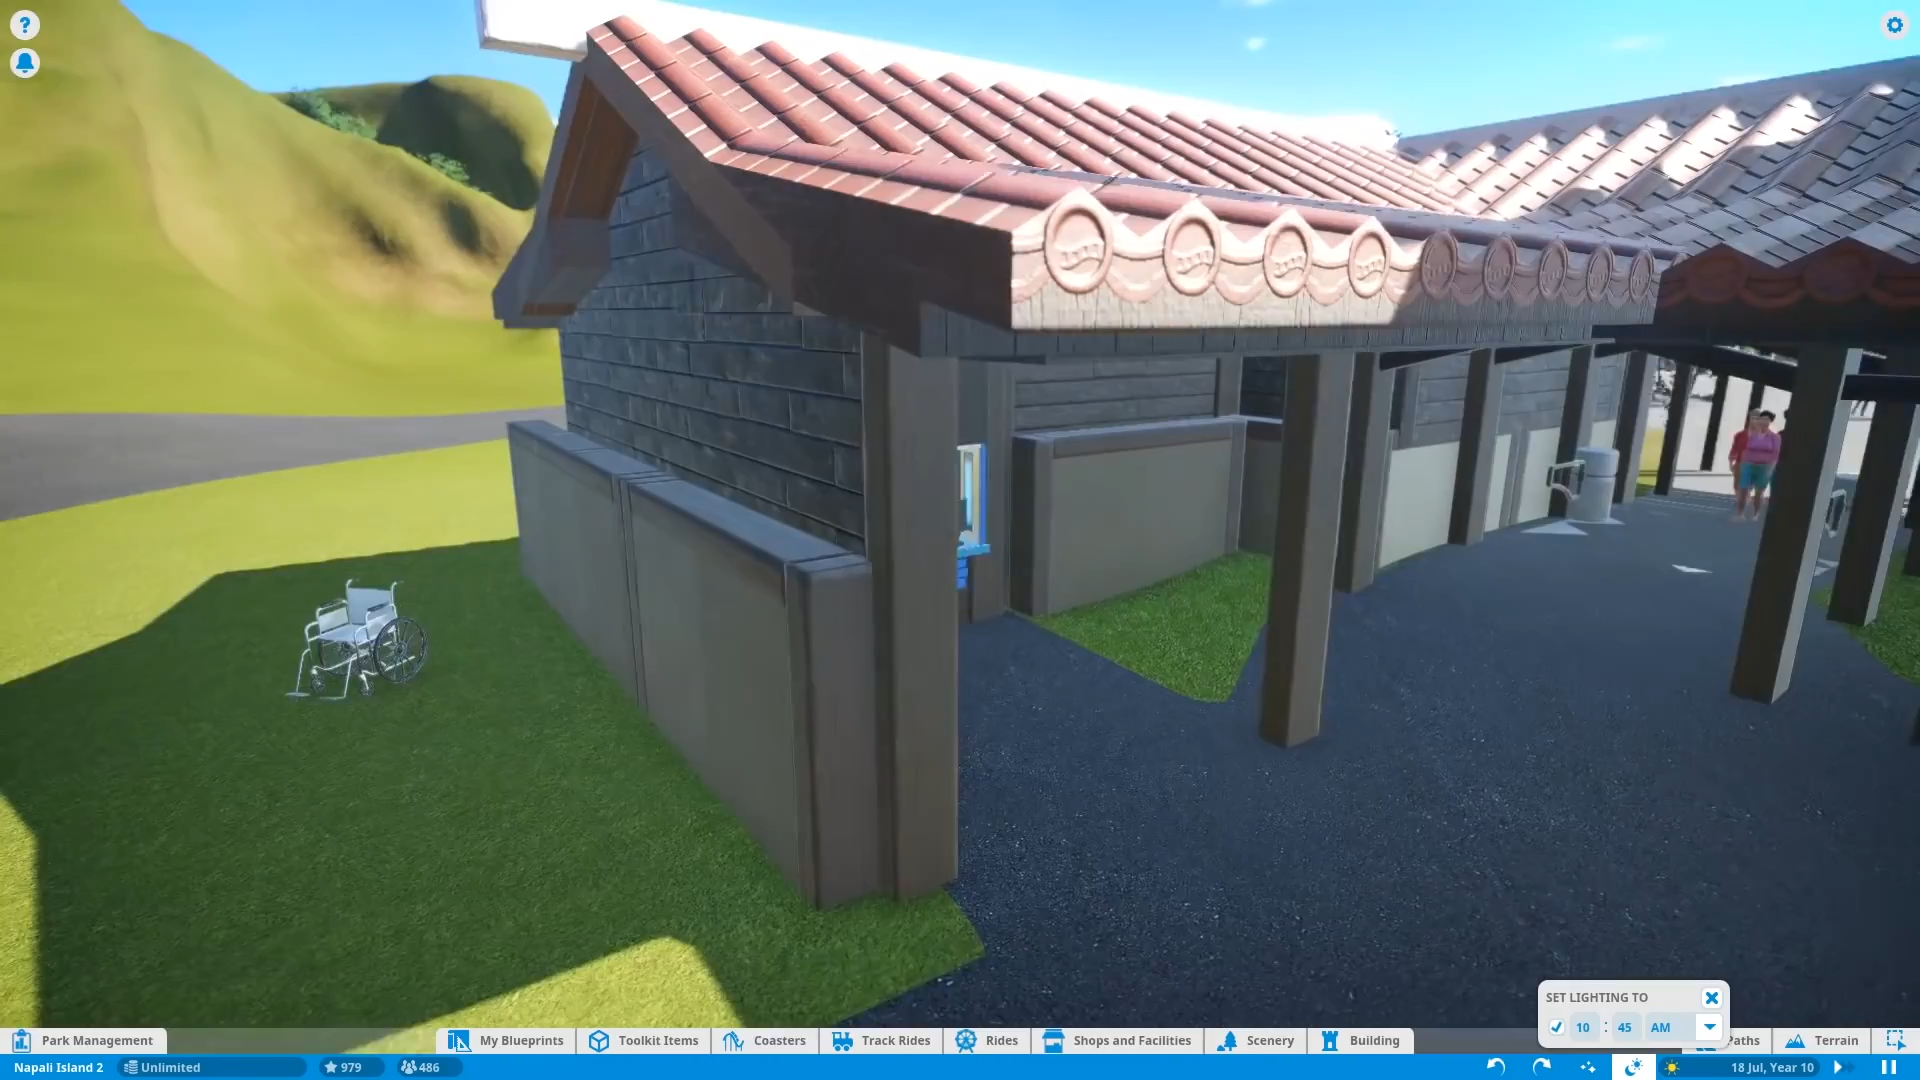 ?
SET LIGHTING TO
10 : 45 AM
Park Management
My Blueprints
Toolkit Items
Coasters
Track Rides
Rides
Shops and Facilities
Scenery
Building
Paths
Terrain
Napali Island 2
Unlimited
979
486
18 Jul, Year 10